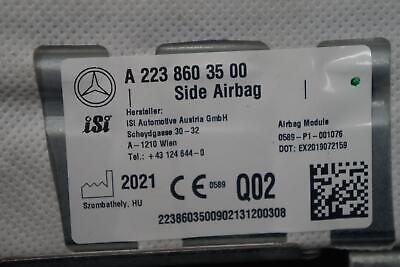 A 223 860 35 00
Side Airbag
isi
Hersteller:
iSi Automotive Austria GmbH
Scheydgasse 30-32
A-1210 Wien
Tel.: +43 124 644-0
Airbag Module
0589-P1-001076
DOT: EX2019072159
2021
CE 0589
Q02
Szombathely, HU
2238603500902131200308